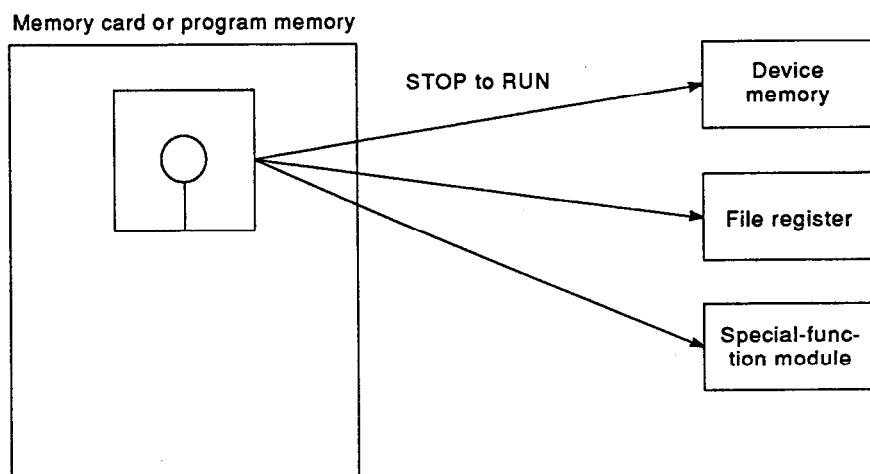 Memory card or program memory
STOP to RUN
Device
memory
File register
Special-func-
tion module